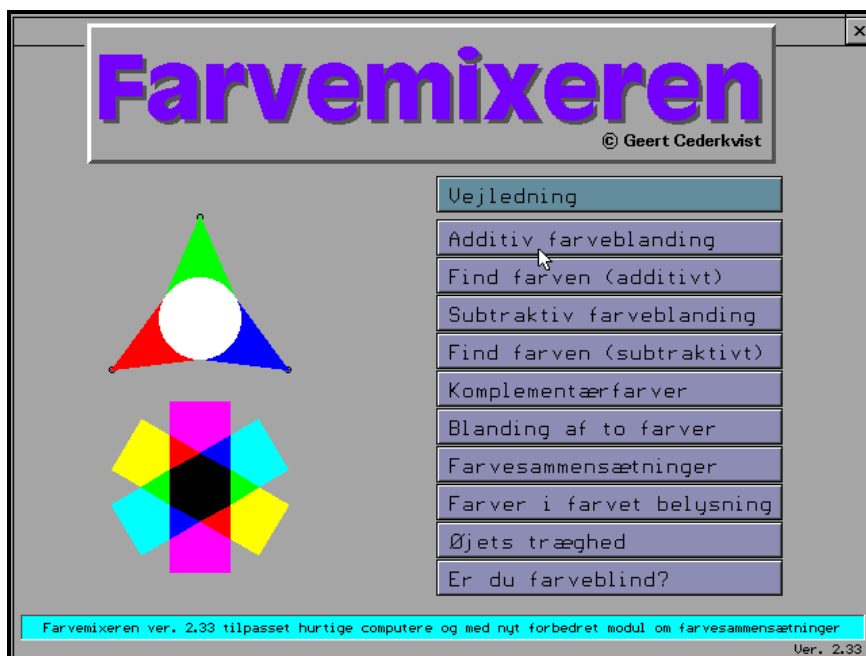 Farvemixeren
© Geert Cederkvist
Vejledning
Additiv farveblanding
Find farven (additivt)
Subtraktiv farveblanding
Find farven (subtraktivt)
Komplementærfarver
Blanding af to farver
Farvesammensætninger
Farver i farvet belysning
Øjets træghed
Er du farveblind?
Farvemixeren ver. 2.33 tilpasset hurtige computere og med nyt forbedret modul om farvesammensætninger
Ver. 2.33